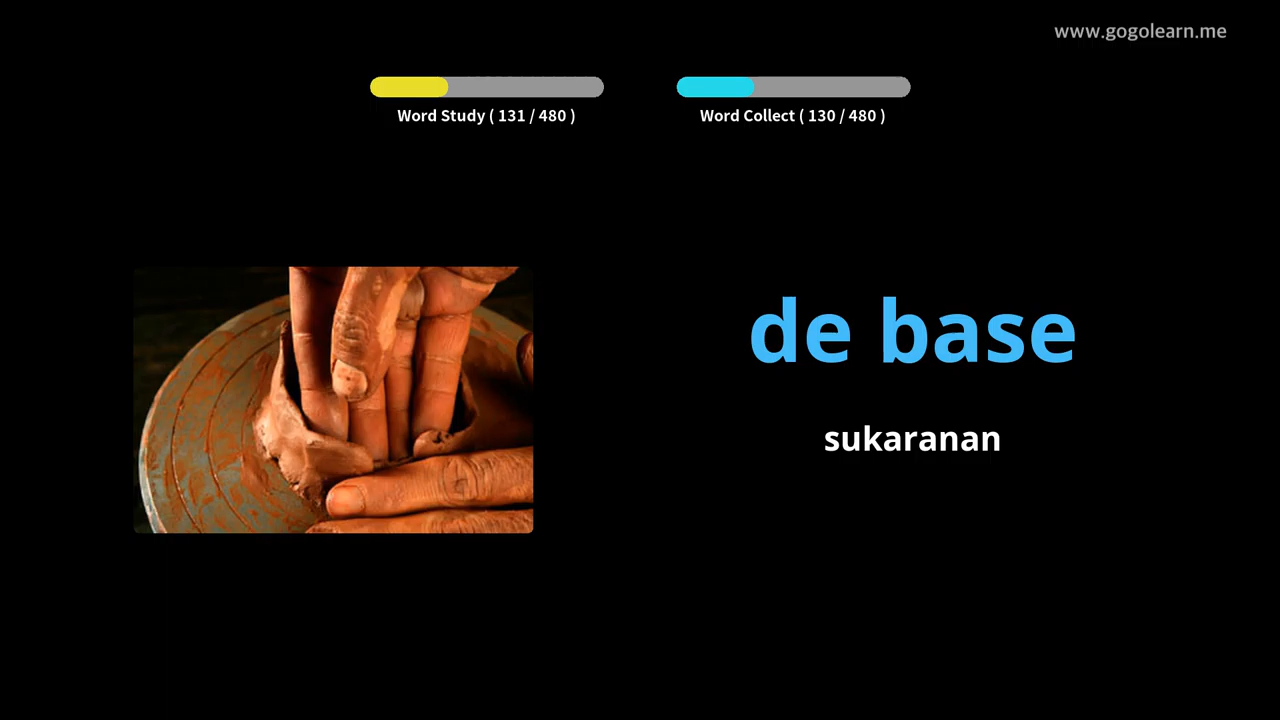 www.gogolearn.me
Word Study ( 131 / 480 )
Word Collect ( 130 / 480 )
de base
sukaranan